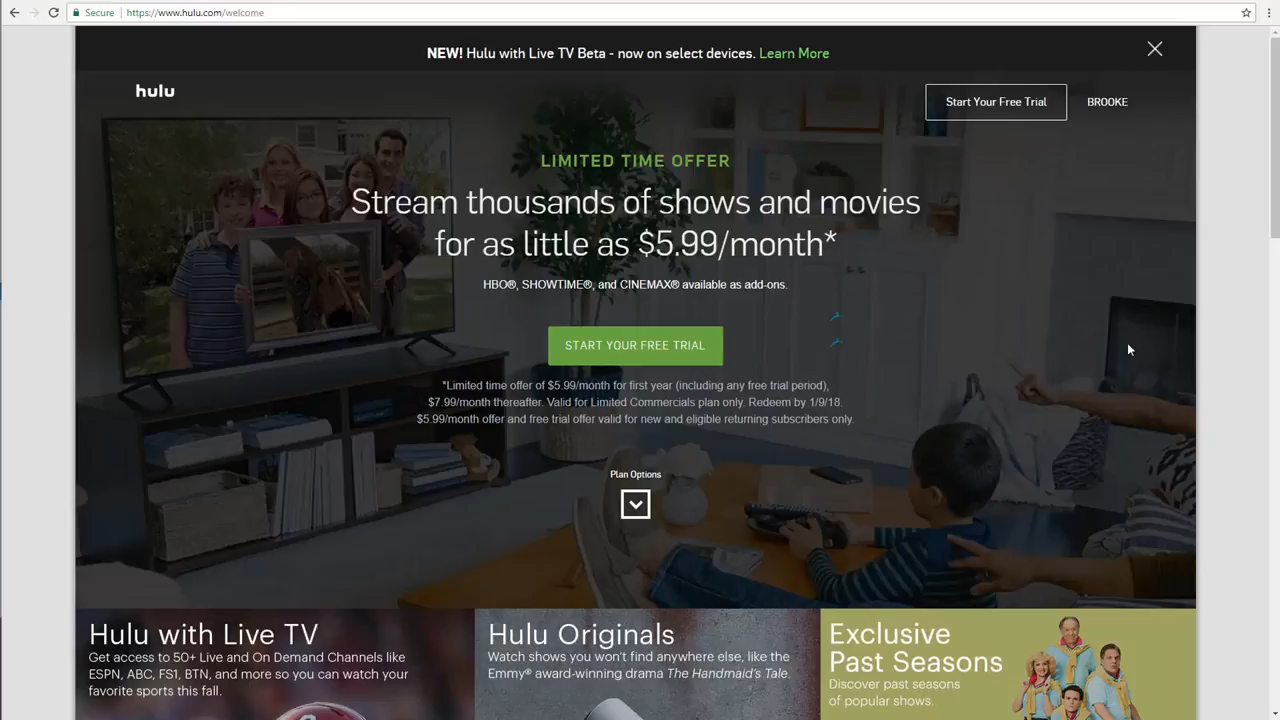 Secure https://www.hulu.com/welcome
NEW! Hulu with Live TV Beta - now on select devices. Learn More
hulu
Start Your Free Trial BROOKE
LIMITED TIME OFFER
Stream thousands of shows and movies
for as little as $5.99/month*
HBO®, SHOWTIME®, and CINEMAX® available as add-ons.
START YOUR FREE TRIAL
*Limited time offer of $5.99/month for first year (including any free trial period),
$7.99/month thereafter. Valid for Limited Commercials plan only. Redeem by 1/9/18.
$5.99/month offer and free trial offer valid for new and eligible returning subscribers only.
Plan Options
Hulu with Live TV
Get access to 50+ Live and On Demand Channels like
ESPN, ABC, FS1, BTN, and more so you can watch your
favorite sports this fall.
Hulu Originals
Watch shows you won't find anywhere else, like the
Emmy® award-winning drama The Handmaid's Tale.
Exclusive
Past Seasons
Discover past seasons
of popular shows.